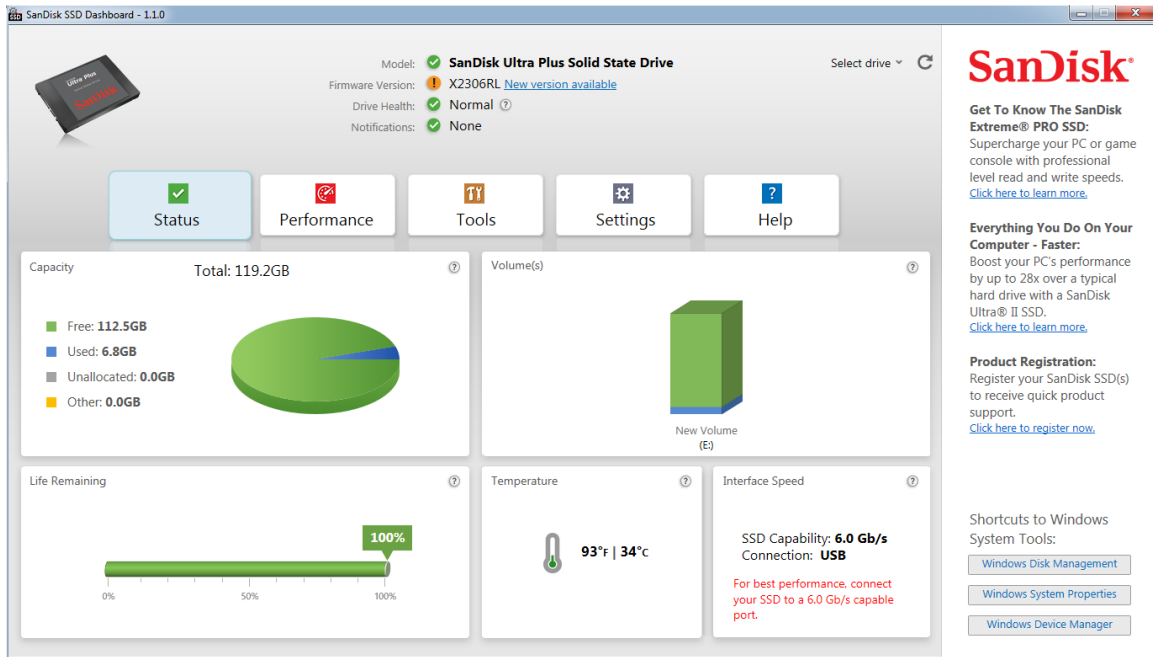 SanDisk SSD Dashboard - 1.1.0
Model: SanDisk Ultra Plus Solid State Drive
Firmware Version: X2306RL New version available
Drive Health: Normal
Notifications: None
Select drive
Ultra Plus
SanDisk
Status
Performance
Tools
Settings
Help
Capacity
Total: 119.2GB
Free: 112.5GB
Used: 6.8GB
Unallocated: 0.0GB
Other: 0.0GB
Volume(s)
New Volume
(E:)
Life Remaining
100%
0%
50%
100%
Temperature
93°F | 34°C
Interface Speed
SSD Capability: 6.0 Gb/s
Connection: USB
For best performance, connect
your SSD to a 6.0 Gb/s capable
port.
SanDisk®
Get To Know The SanDisk
Extreme® PRO SSD:
Supercharge your PC or game
console with professional
level read and write speeds.
Click here to learn more.
Everything You Do On Your
Computer - Faster:
Boost your PC's performance
by up to 28x over a typical
hard drive with a SanDisk
Ultra® II SSD.
Click here to learn more.
Product Registration:
Register your SanDisk SSD(s)
to receive quick product
support.
Click here to register now.
Shortcuts to Windows
System Tools:
Windows Disk Management
Windows System Properties
Windows Device Manager